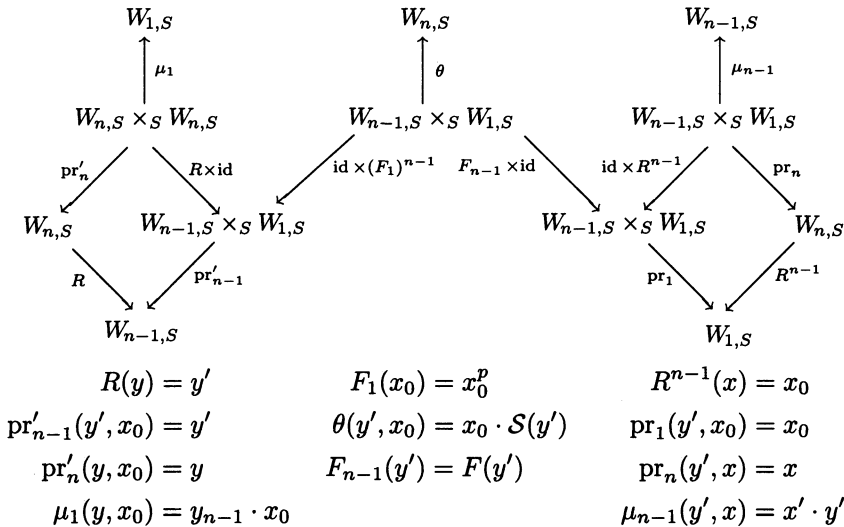 W_{1,S} W_{n,S} W_{n-1,S}
μ_1 θ μ_{n-1}
W_{n,S} ×_S W_{n,S} W_{n-1,S} ×_S W_{1,S} W_{n-1,S} ×_S W_{1,S}
pr'_n R×id id×(F_1)^{n-1} F_{n-1}×id id×R^{n-1} pr_n
W_{n,S} W_{n-1,S} ×_S W_{1,S} W_{n-1,S} ×_S W_{1,S} W_{n,S}
R pr'_{n-1} pr_1 R^{n-1}
W_{n-1,S} W_{1,S}
R(y) = y' F_1(x_0) = x_0^p R^{n-1}(x) = x_0
pr'_{n-1}(y', x_0) = y' θ(y', x_0) = x_0 · 𝒮(y') pr_1(y', x_0) = x_0
pr'_n(y, x_0) = y F_{n-1}(y') = F(y') pr_n(y', x) = x
μ_1(y, x_0) = y_{n-1} · x_0 μ_{n-1}(y', x) = x' · y'